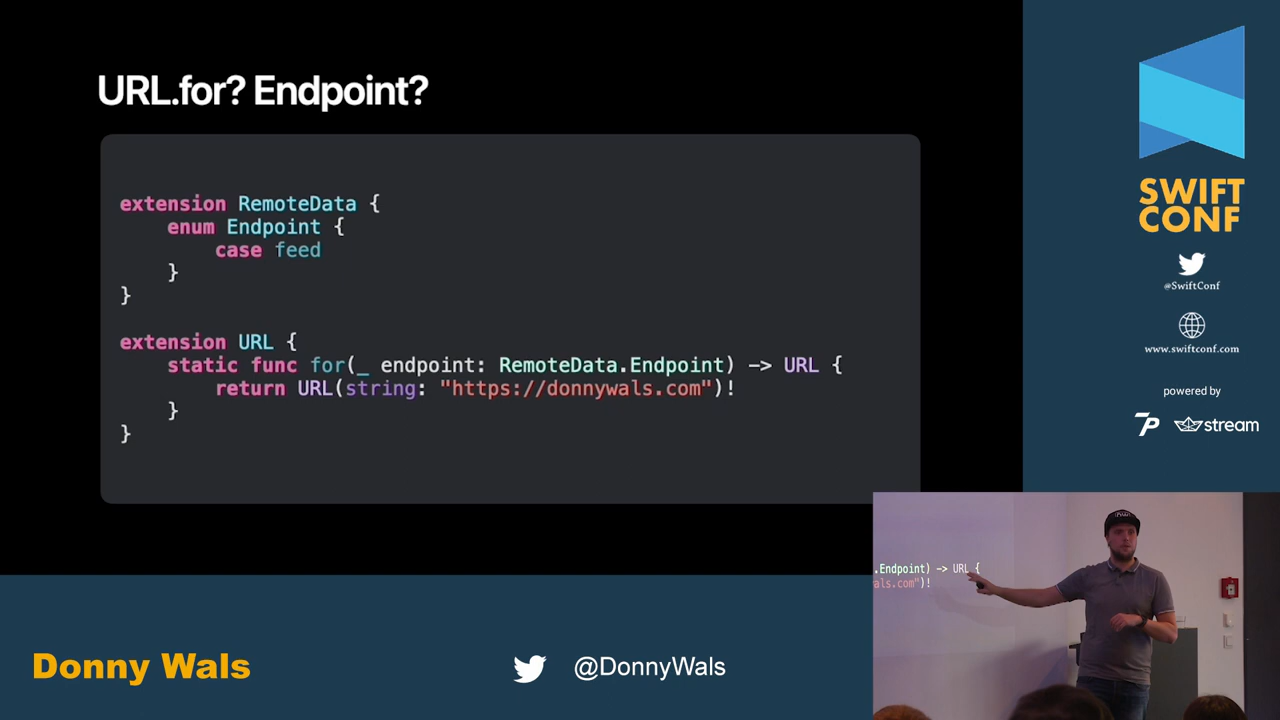 URL.for? Endpoint?
extension RemoteData {
enum Endpoint {
case feed
}
}
extension URL {
static func for(_ endpoint: RemoteData.Endpoint) -> URL {
return URL(string: "https://donnywals.com")!
}
}
SWIFT
CONF
@SwiftConf
www.swiftconf.com
powered by
7P stream
.Endpoint) -> URL {
als.com")!
Donny Wals
@DonnyWals